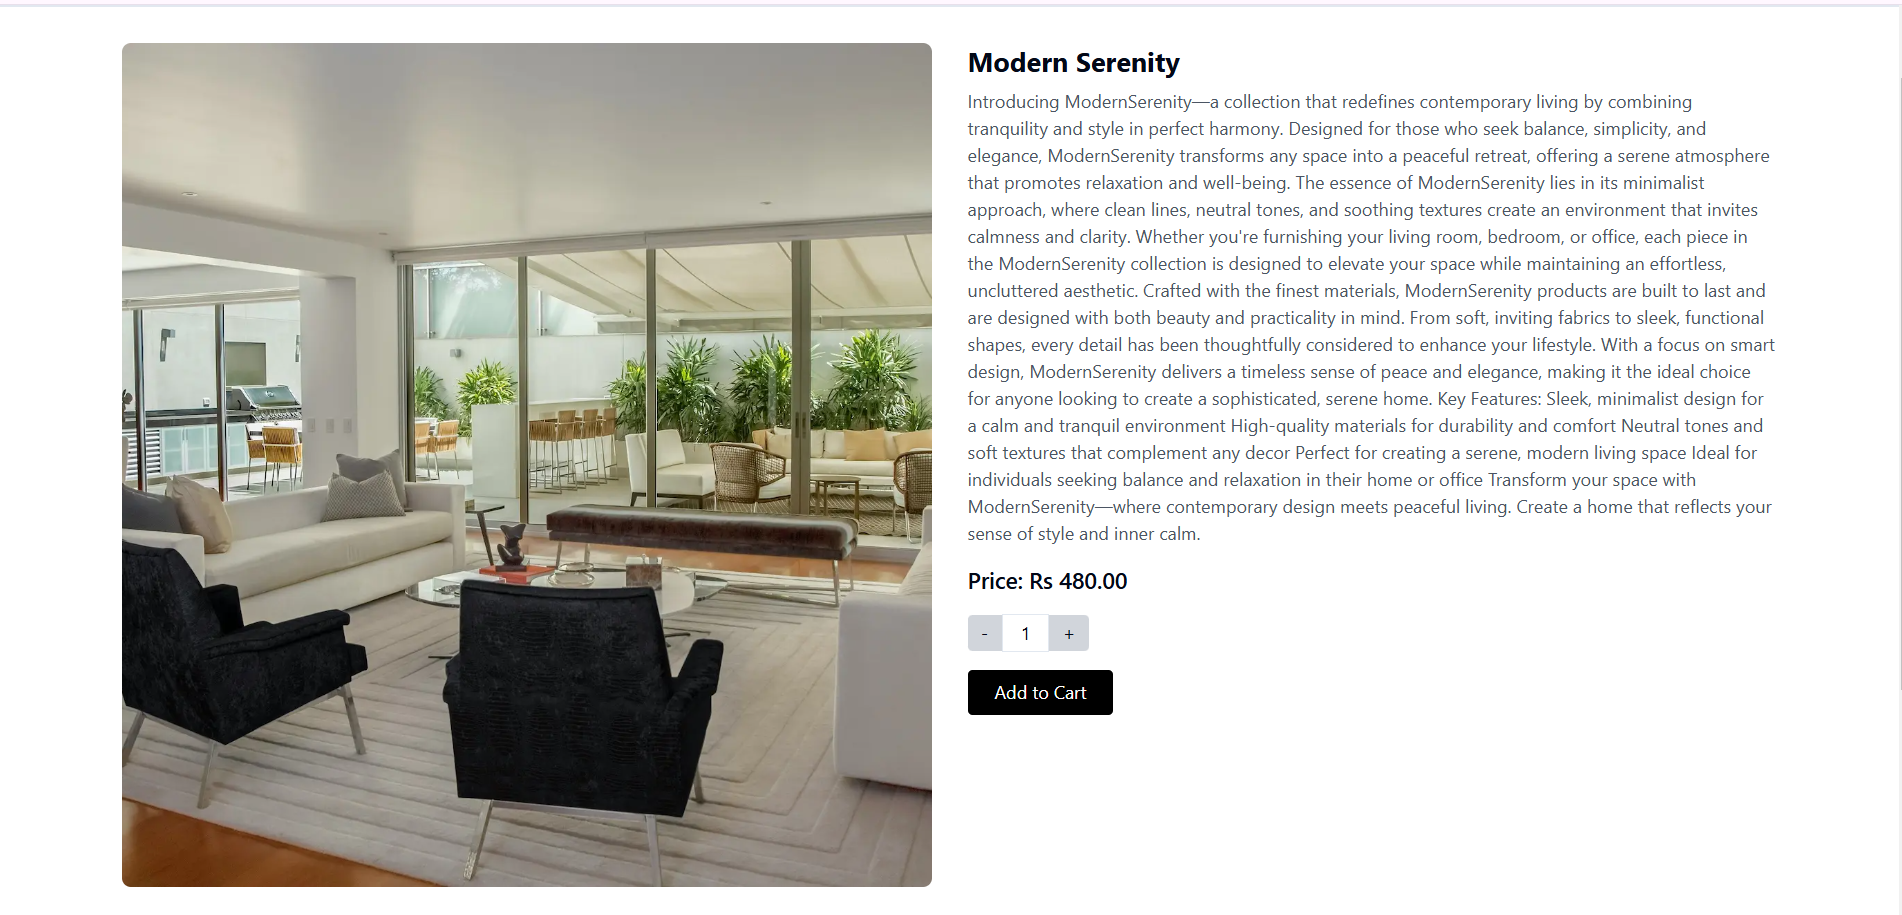 Modern Serenity
Introducing ModernSerenity—a collection that redefines contemporary living by combining
tranquility and style in perfect harmony. Designed for those who seek balance, simplicity, and
elegance, ModernSerenity transforms any space into a peaceful retreat, offering a serene atmosphere
that promotes relaxation and well-being. The essence of ModernSerenity lies in its minimalist
approach, where clean lines, neutral tones, and soothing textures create an environment that invites
calmness and clarity. Whether you're furnishing your living room, bedroom, or office, each piece in
the ModernSerenity collection is designed to elevate your space while maintaining an effortless,
uncluttered aesthetic. Crafted with the finest materials, ModernSerenity products are built to last and
are designed with both beauty and practicality in mind. From soft, inviting fabrics to sleek, functional
shapes, every detail has been thoughtfully considered to enhance your lifestyle. With a focus on smart
design, ModernSerenity delivers a timeless sense of peace and elegance, making it the ideal choice
for anyone looking to create a sophisticated, serene home. Key Features: Sleek, minimalist design for
a calm and tranquil environment High-quality materials for durability and comfort Neutral tones and
soft textures that complement any decor Perfect for creating a serene, modern living space Ideal for
individuals seeking balance and relaxation in their home or office Transform your space with
ModernSerenity—where contemporary design meets peaceful living. Create a home that reflects your
sense of style and inner calm.
Price: Rs 480.00
- 1 +
Add to Cart